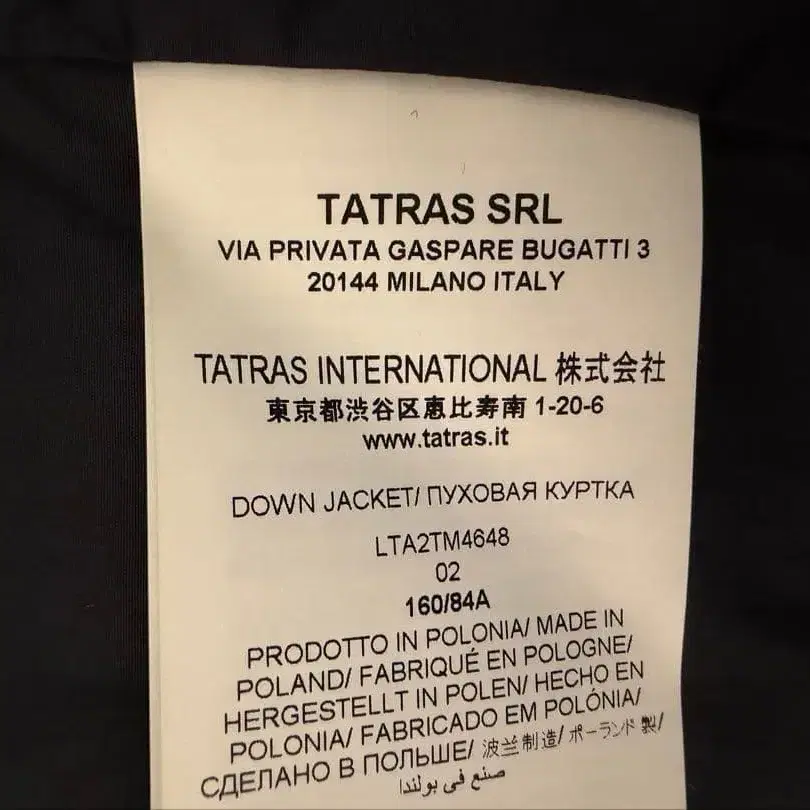 TATRAS SRL
VIA PRIVATA GASPARE BUGATTI 3
20144 MILANO ITALY
TATRAS INTERNATIONAL 株式会社
東京都渋谷区恵比寿南 1-20-6
www.tatras.it
DOWN JACKET/ ПУХОВАЯ КУРТКА
LTA2TM4648
02
160/84A
PRODOTTO IN POLONIA/ MADE IN
POLAND/ FABRIQUÉ EN POLOGNE/
HERGESTELLT IN POLEN/ HECHO EN
POLONIA/ FABRICADO EM POLÓNIA/
СДЕЛАНО В ПОЛЬШЕ/ 波兰制造/ ポーランド 製/
صنع في بولندا